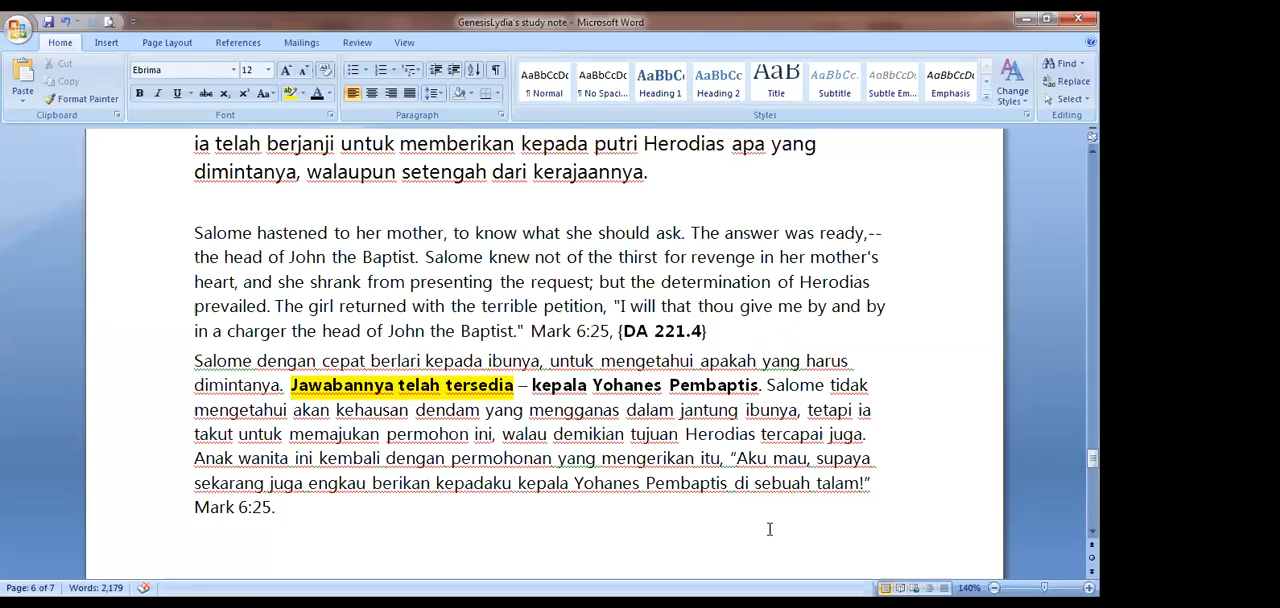 GenesisLydia's study note - Microsoft Word
Home Insert Page Layout References Mailings Review View
Paste
Cut
Copy
Format Painter
Clipboard
Ebrima 12
Font
Paragraph
AaBbCcDc AaBbCcDc AaBbC AaBbCc AaB AaBbCc. AaBbCcDc AaBbCcDc
¶ Normal ¶ No Spaci... Heading 1 Heading 2 Title Subtitle Subtle Em... Emphasis
Change Styles
Styles
Find
Replace
Select
Editing
ia telah berjanji untuk memberikan kepada putri Herodias apa yang
dimintanya, walaupun setengah dari kerajaannya.
Salome hastened to her mother, to know what she should ask. The answer was ready,--
the head of John the Baptist. Salome knew not of the thirst for revenge in her mother's
heart, and she shrank from presenting the request; but the determination of Herodias
prevailed. The girl returned with the terrible petition, "I will that thou give me by and by
in a charger the head of John the Baptist." Mark 6:25, {DA 221.4}
Salome dengan cepat berlari kepada ibunya, untuk mengetahui apakah yang harus
dimintanya. Jawabannya telah tersedia – kepala Yohanes Pembaptis. Salome tidak
mengetahui akan kehausan dendam yang mengganas dalam jantung ibunya, tetapi ia
takut untuk memajukan permohon ini, walau demikian tujuan Herodias tercapai juga.
Anak wanita ini kembali dengan permohonan yang mengerikan itu, “Aku mau, supaya
sekarang juga engkau berikan kepadaku kepala Yohanes Pembaptis di sebuah talam!”
Mark 6:25.
Page: 6 of 7 Words: 2,179 140%